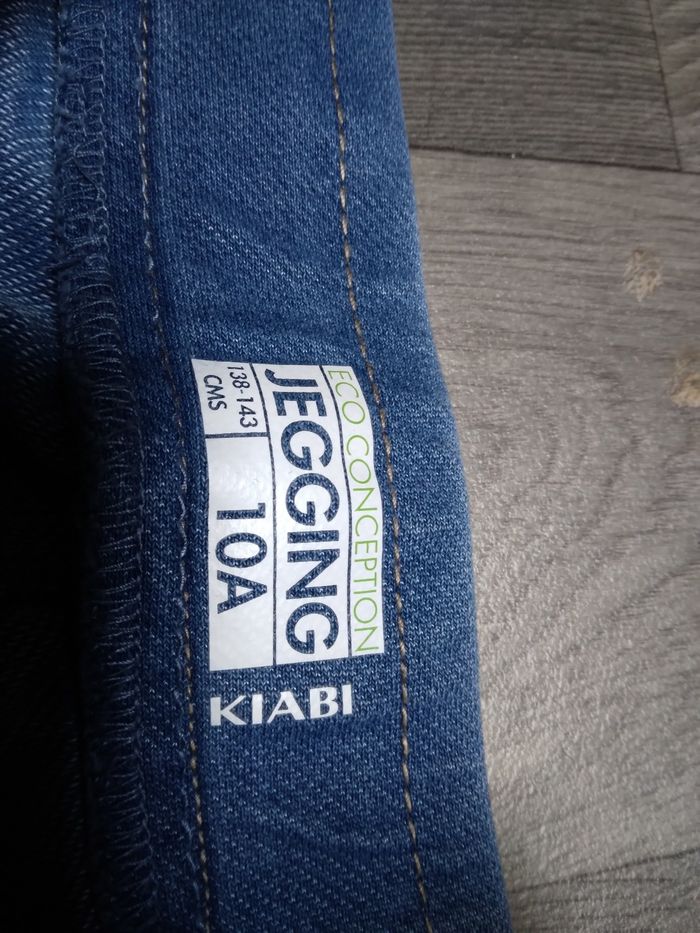 ECO CONCEPTION
JEGGING
138-143
CMS
10A
KIABI